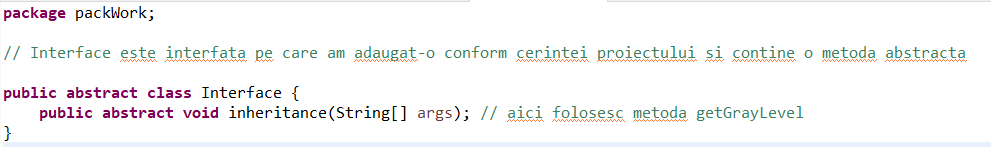 package packWork;
// Interface este interfata pe care am adaugat-o conform cerintei proiectului si contine o metoda abstracta
public abstract class Interface {
public abstract void inheritance(String[] args); // aici folosesc metoda getGrayLevel
}